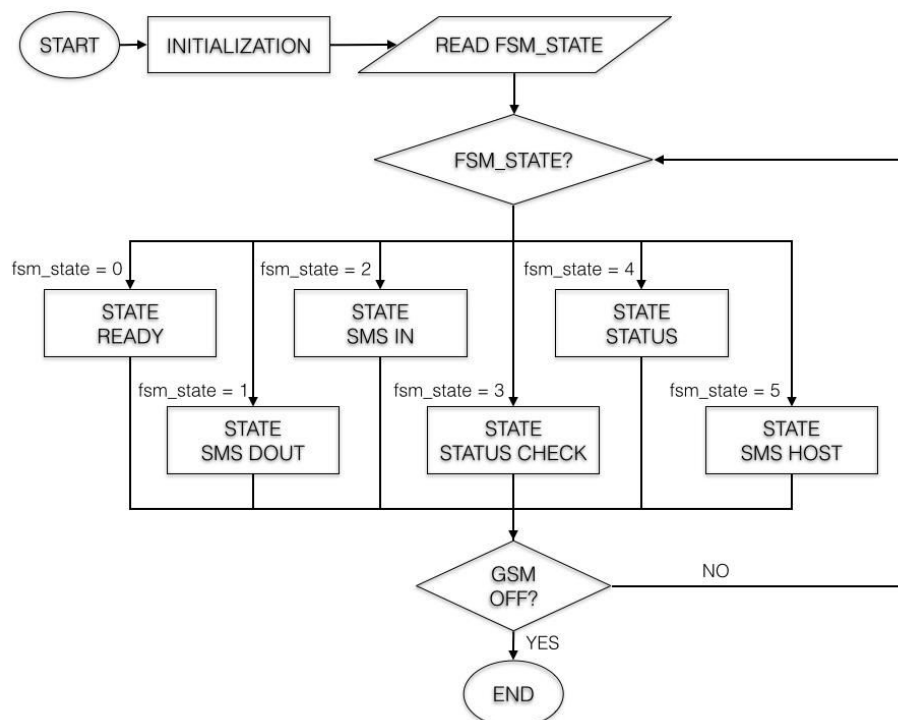 START
INITIALIZATION
READ FSM_STATE
FSM_STATE?
fsm_state = 0
fsm_state = 2
fsm_state = 4
STATE
READY
STATE
SMS IN
STATE
STATUS
fsm_state = 1
fsm_state = 3
fsm_state = 5
STATE
SMS DOUT
STATE
STATUS CHECK
STATE
SMS HOST
GSM
OFF?
NO
YES
END